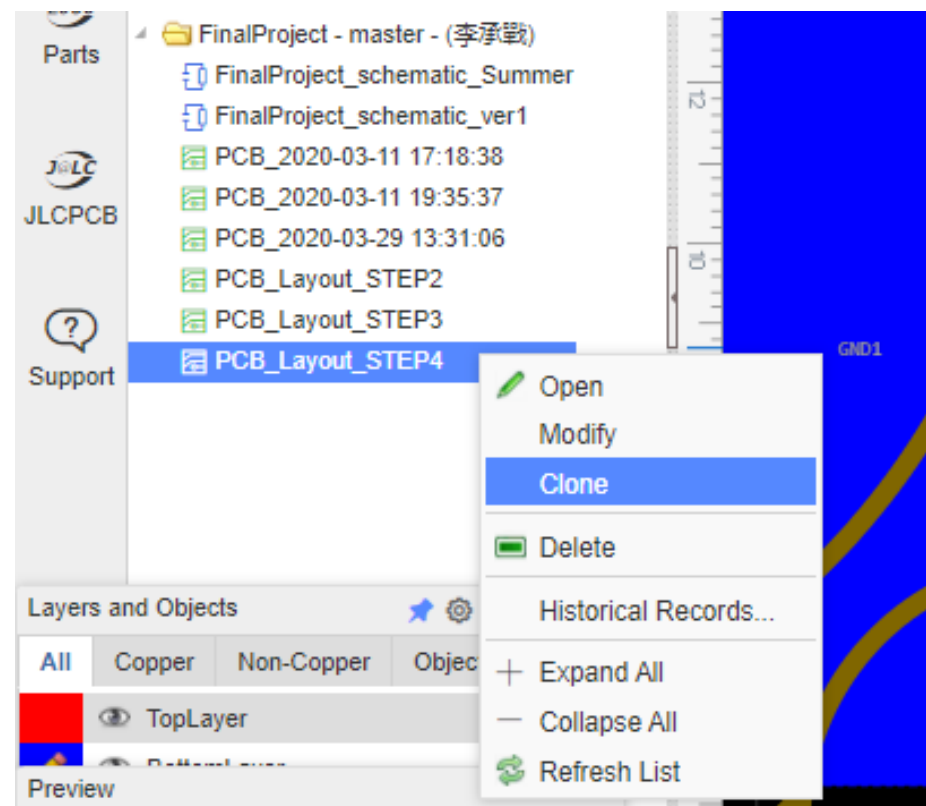 Parts
FinalProject - master - (李承戰)
FinalProject_schematic_Summer
FinalProject_schematic_ver1
PCB_2020-03-11 17:18:38
PCB_2020-03-11 19:35:37
PCB_2020-03-29 13:31:06
PCB_Layout_STEP2
PCB_Layout_STEP3
PCB_Layout_STEP4
J@LC
JLCPCB
Support
12
10
GND1
Open
Modify
Clone
Delete
Historical Records...
Expand All
Collapse All
Refresh List
Layers and Objects
All Copper Non-Copper Objec
TopLayer
BottomLayer
Preview